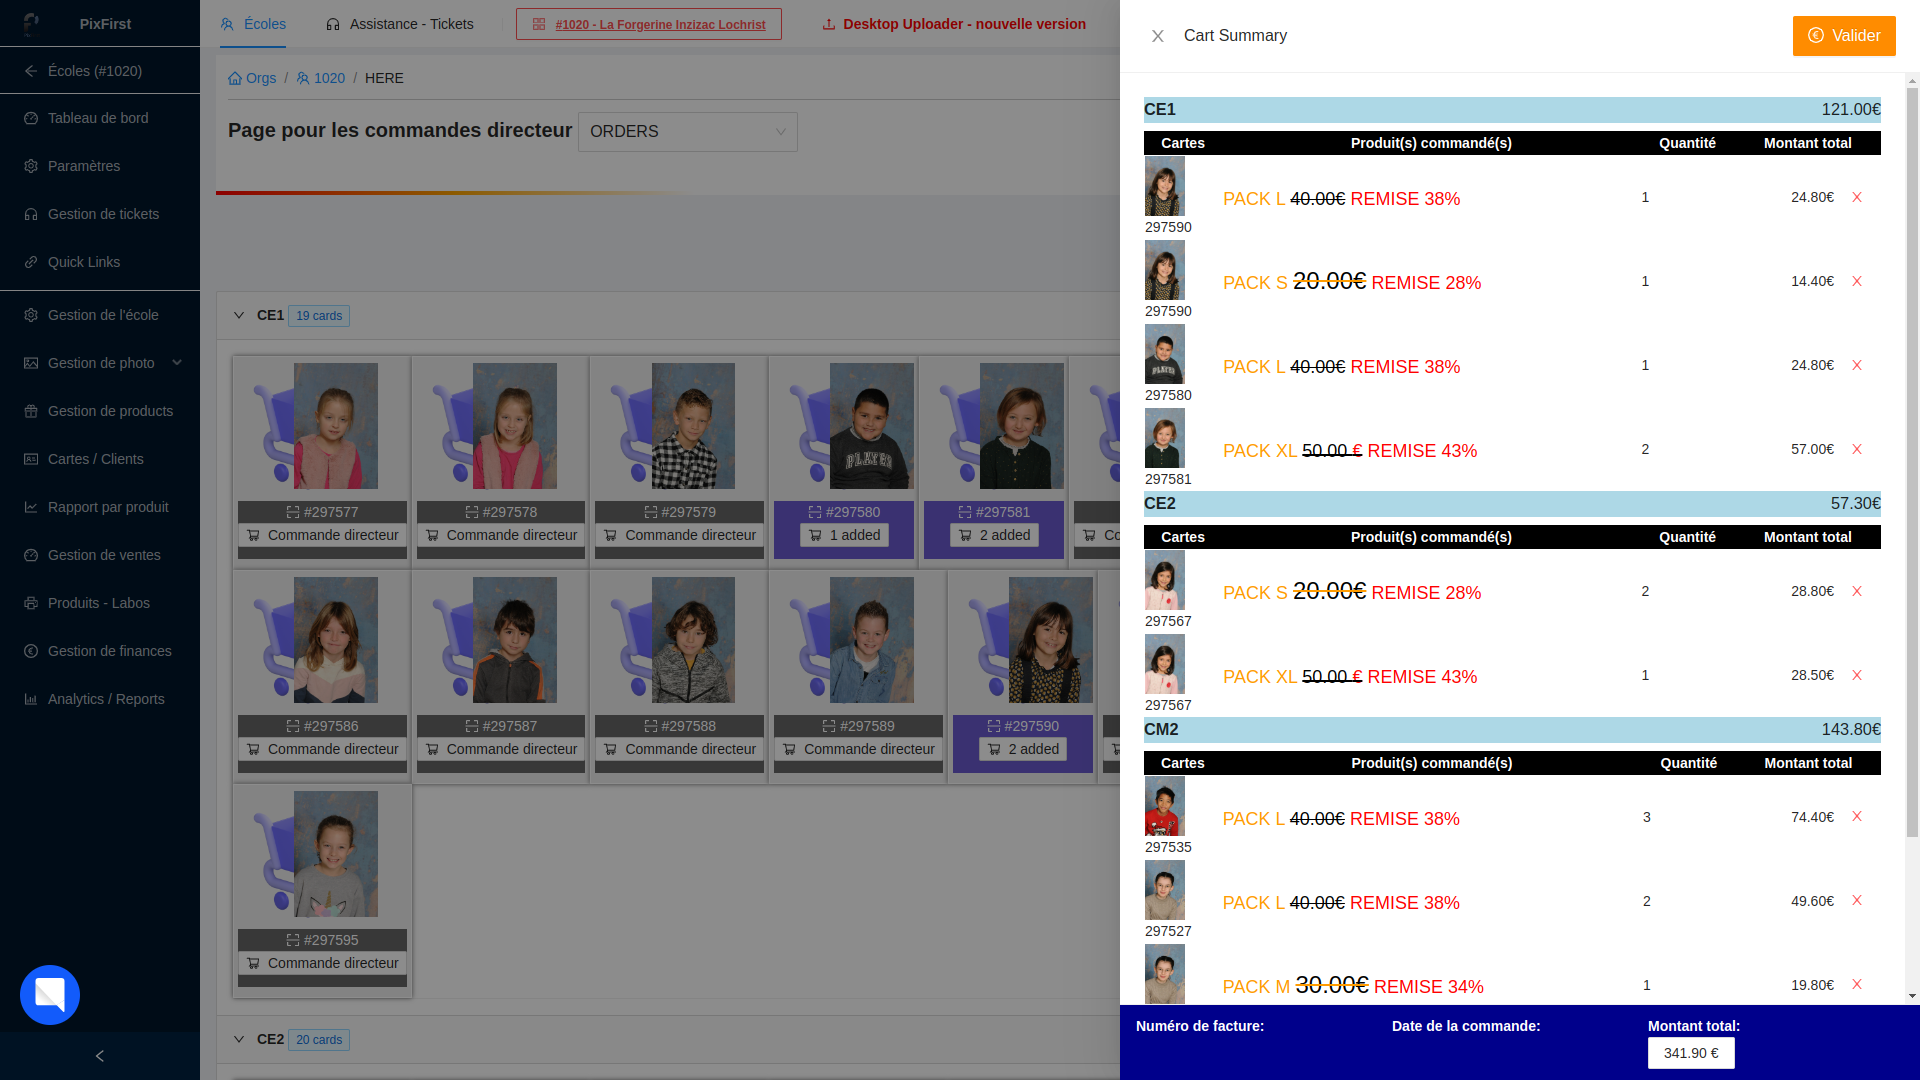 PixFirst
Écoles (#1020)
Tableau de bord
Paramètres
Gestion de tickets
Quick Links
Gestion de l'école
Gestion de photo
Gestion de products
Cartes / Clients
Rapport par produit
Gestion de ventes
Produits - Labos
Gestion de finances
Analytics / Reports
Écoles
Assistance - Tickets
#1020 - La Forgerine Inzizac Lochrist
Desktop Uploader - nouvelle version
Orgs / 1020 / HERE
Page pour les commandes directeur
ORDERS
CE1 19 cards
#297577
Commande directeur
#297578
Commande directeur
#297579
Commande directeur
#297580
1 added
PLAYER
#297581
2 added
Co
#297586
Commande directeur
#297587
Commande directeur
#297588
Commande directeur
#297589
Commande directeur
#297590
2 added
#297595
Commande directeur
CE2 20 cards
Cart Summary
Valider
CE1 121.00€
Cartes Produit(s) commandé(s) Quantité Montant total
PACK L 40.00€ REMISE 38% 1 24.80€
297590
PACK S 20.00€ REMISE 28% 1 14.40€
297590
PACK L 40.00€ REMISE 38% 1 24.80€
PLAYER
297580
PACK XL 50.00 € REMISE 43% 2 57.00€
297581
CE2 57.30€
Cartes Produit(s) commandé(s) Quantité Montant total
PACK S 20.00€ REMISE 28% 2 28.80€
297567
PACK XL 50.00 € REMISE 43% 1 28.50€
297567
CM2 143.80€
Cartes Produit(s) commandé(s) Quantité Montant total
PACK L 40.00€ REMISE 38% 3 74.40€
297535
PACK L 40.00€ REMISE 38% 2 49.60€
297527
PACK M 30.00€ REMISE 34% 1 19.80€
Numéro de facture: Date de la commande: Montant total:
341.90 €